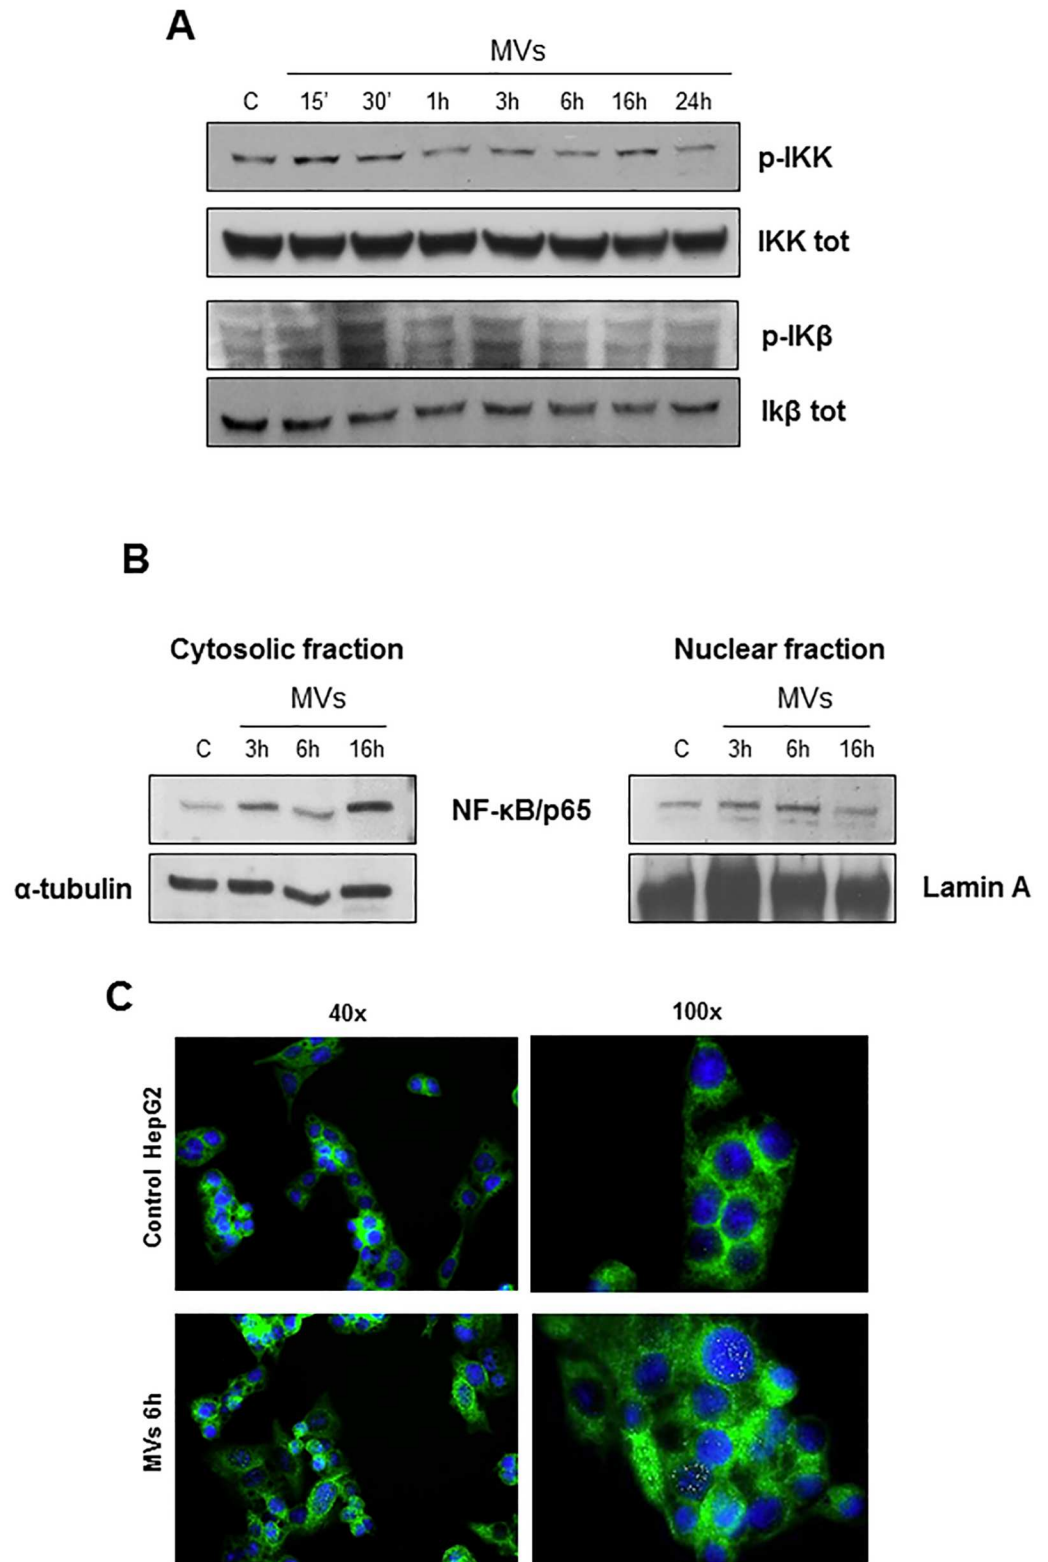 A
MVs
C 15' 30' 1h 3h 6h 16h 24h
p-IKK
IKK tot
p-IKβ
Ikβ tot
B
Cytosolic fraction
MVs
C 3h 6h 16h
Nuclear fraction
MVs
C 3h 6h 16h
NF-κB/p65
α-tubulin
Lamin A
C
40x 100x
Control HepG2
MVs 6h